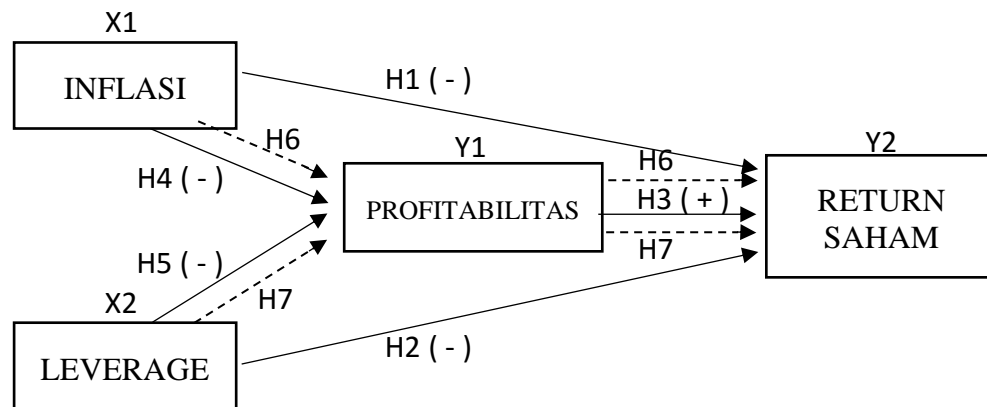 X1
INFLASI
H1 ( - )
H6
H4 ( - )
Y1
PROFITABILITAS
H6
H3 ( + )
H7
Y2
RETURN
SAHAM
H5 ( - )
H7
X2
LEVERAGE
H2 ( - )